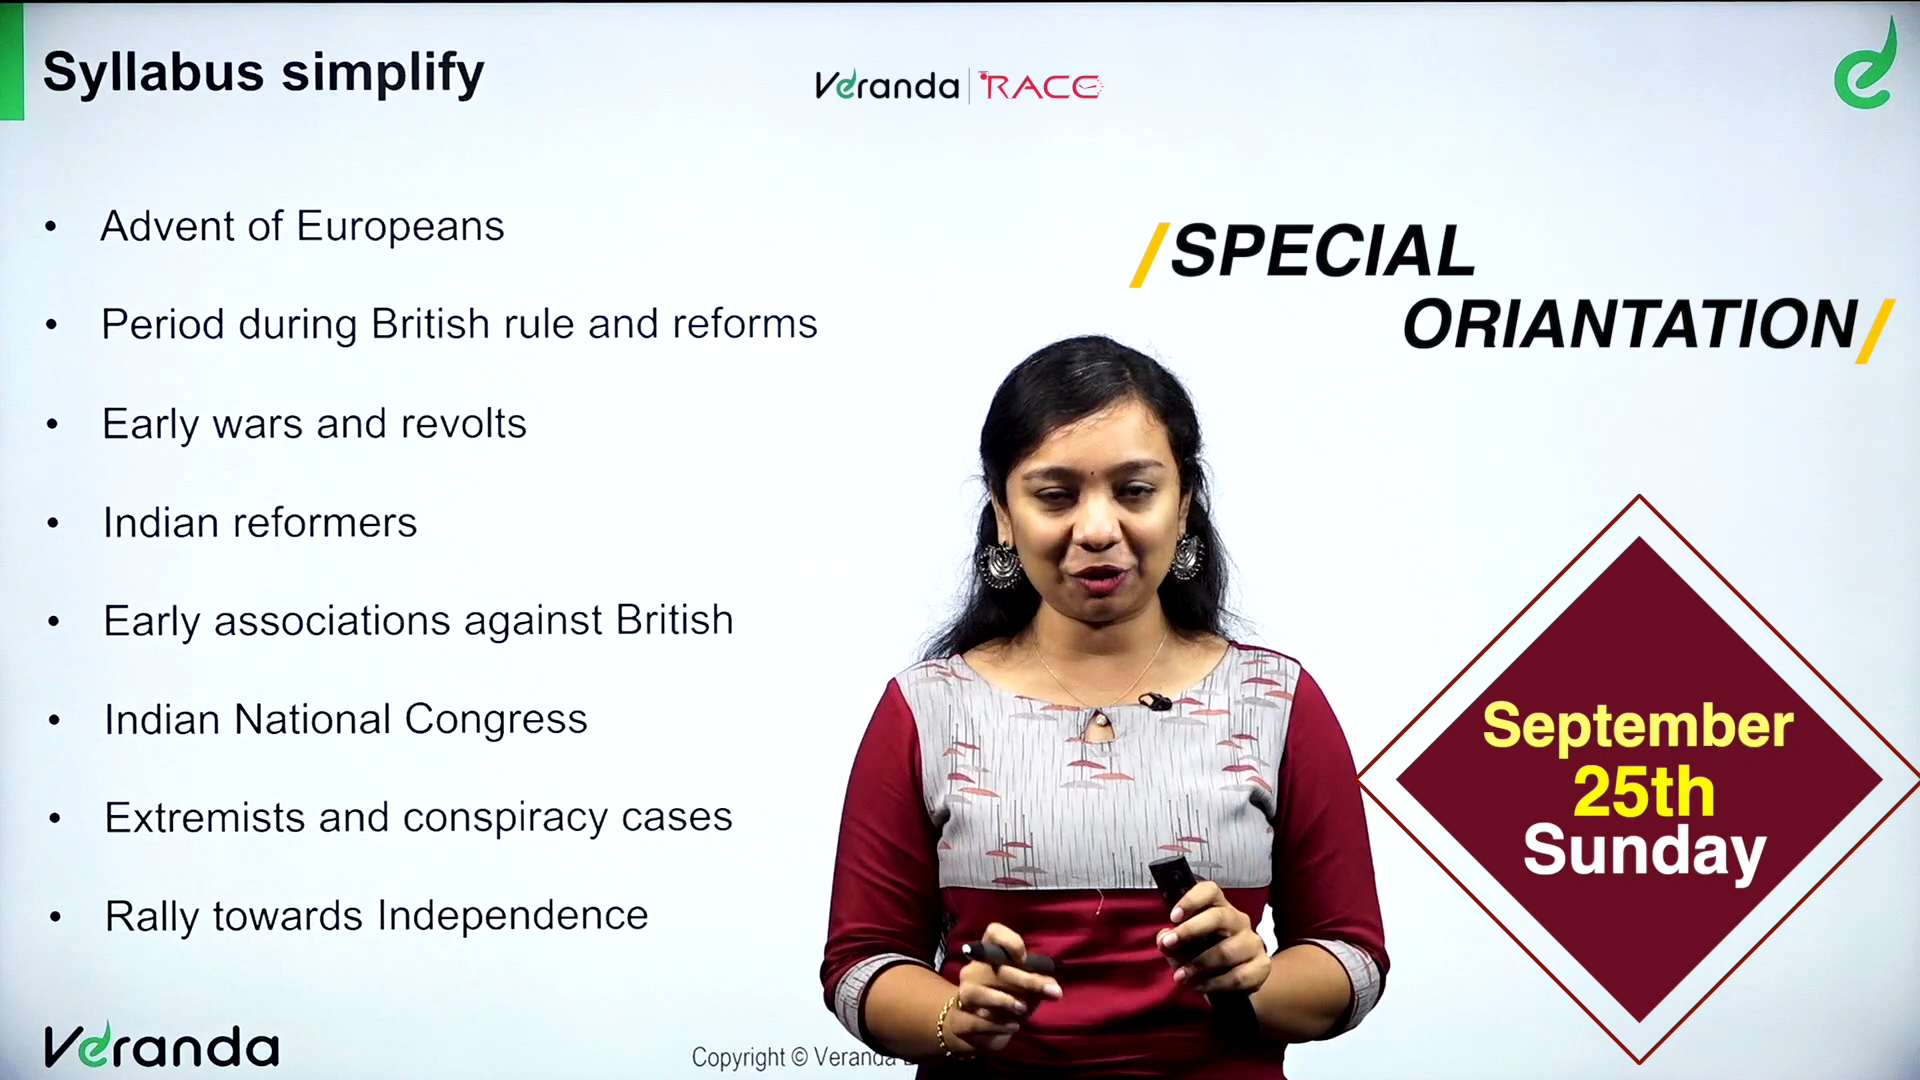 Syllabus simplify
Veranda RACE
Advent of Europeans
Period during British rule and reforms
Early wars and revolts
Indian reformers
Early associations against British
Indian National Congress
Extremists and conspiracy cases
Rally towards Independence
/SPECIAL
ORIANTATION/
September
25th
Sunday
Veranda
Copyright © Veranda